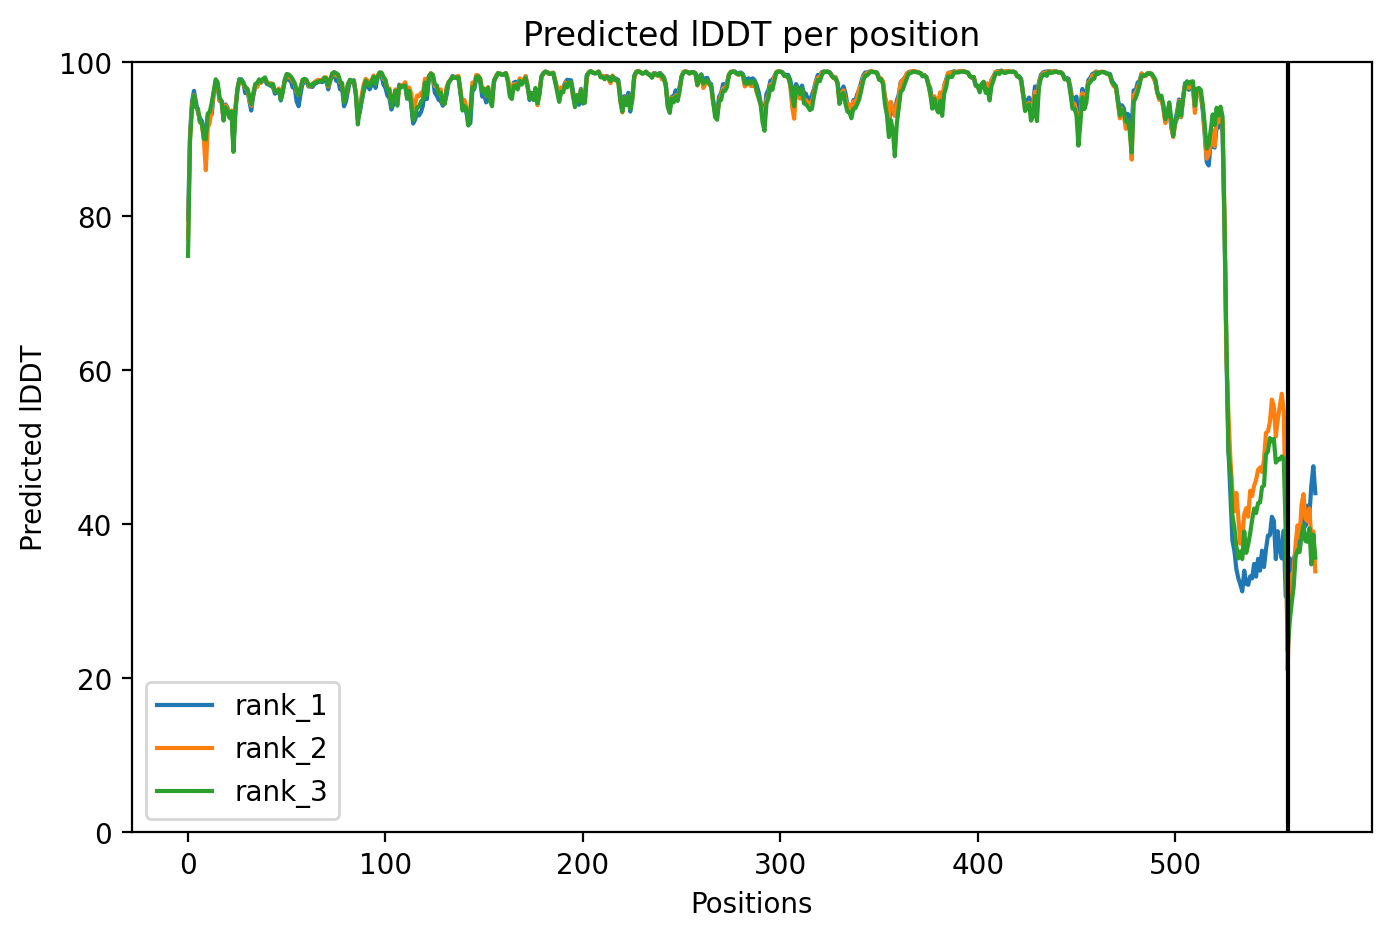 Predicted lDDT per position
100
80
60
40
20
0
Predicted lDDT
rank_1
rank_2
rank_3
0 100 200 300 400 500
Positions